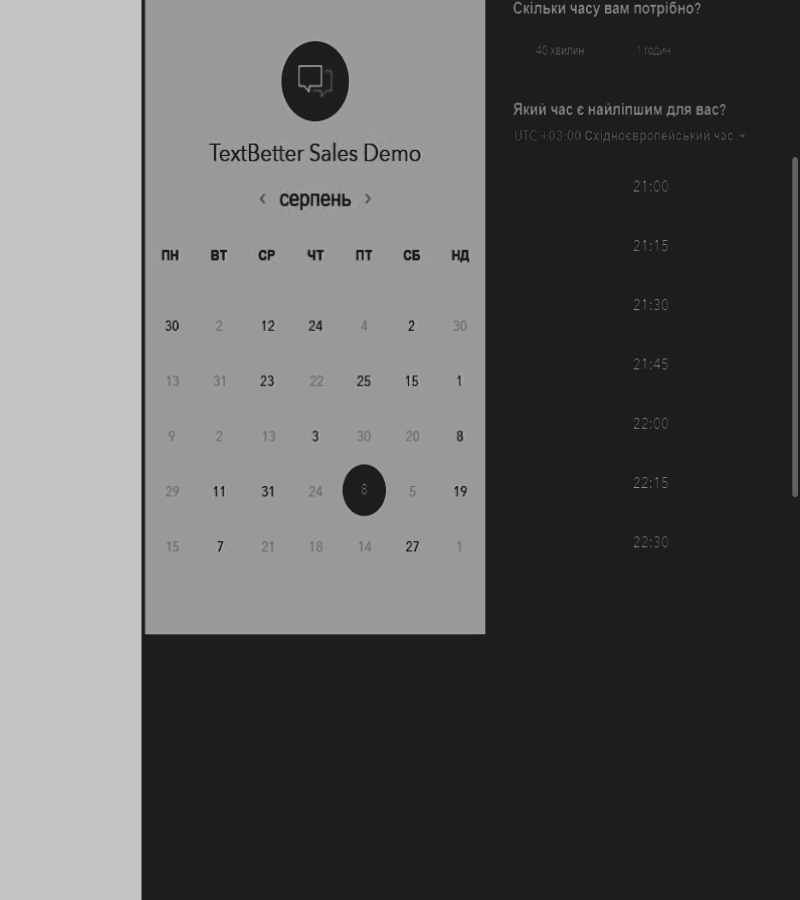 TextBetter Sales Demo
‹ серпень ›
ПН ВТ СР ЧТ ПТ СБ НД
30 2 12 24 4 2 30
13 31 23 22 25 15 1
9 2 13 3 30 20 8
29 11 31 24 8 5 19
15 7 21 18 14 27 1
Скільки часу вам потрібно?
40 хвилин 1 годин
Який час є найліпшим для вас?
UTC +03:00 Східноєвропейський час
21:00
21:15
21:30
21:45
22:00
22:15
22:30